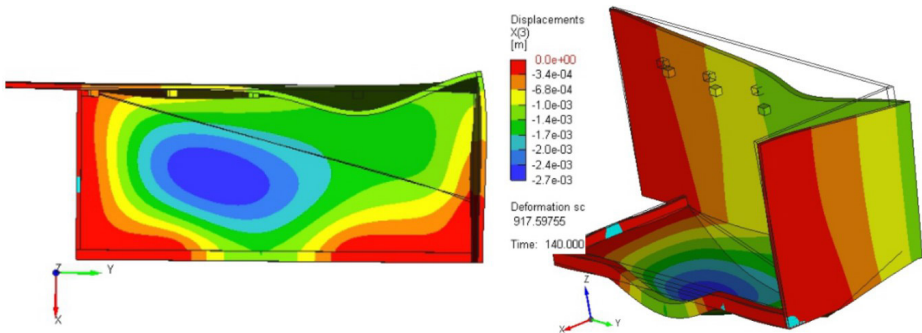 Displacements
X(3)
[m]
0.0e+00
-3.4e-04
-6.8e-04
-1.0e-03
-1.4e-03
-1.7e-03
-2.0e-03
-2.4e-03
-2.7e-03
Deformation sc
917.59755
Time: 140.000
Z
Y
X
Z
X
Y